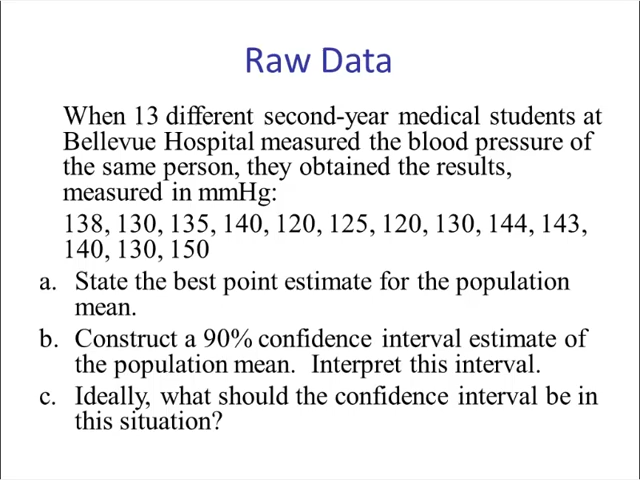 Raw Data
When 13 different second-year medical students at
Bellevue Hospital measured the blood pressure of
the same person, they obtained the results,
measured in mmHg:
138, 130, 135, 140, 120, 125, 120, 130, 144, 143,
140, 130, 150
a. State the best point estimate for the population
mean.
b. Construct a 90% confidence interval estimate of
the population mean. Interpret this interval.
c. Ideally, what should the confidence interval be in
this situation?